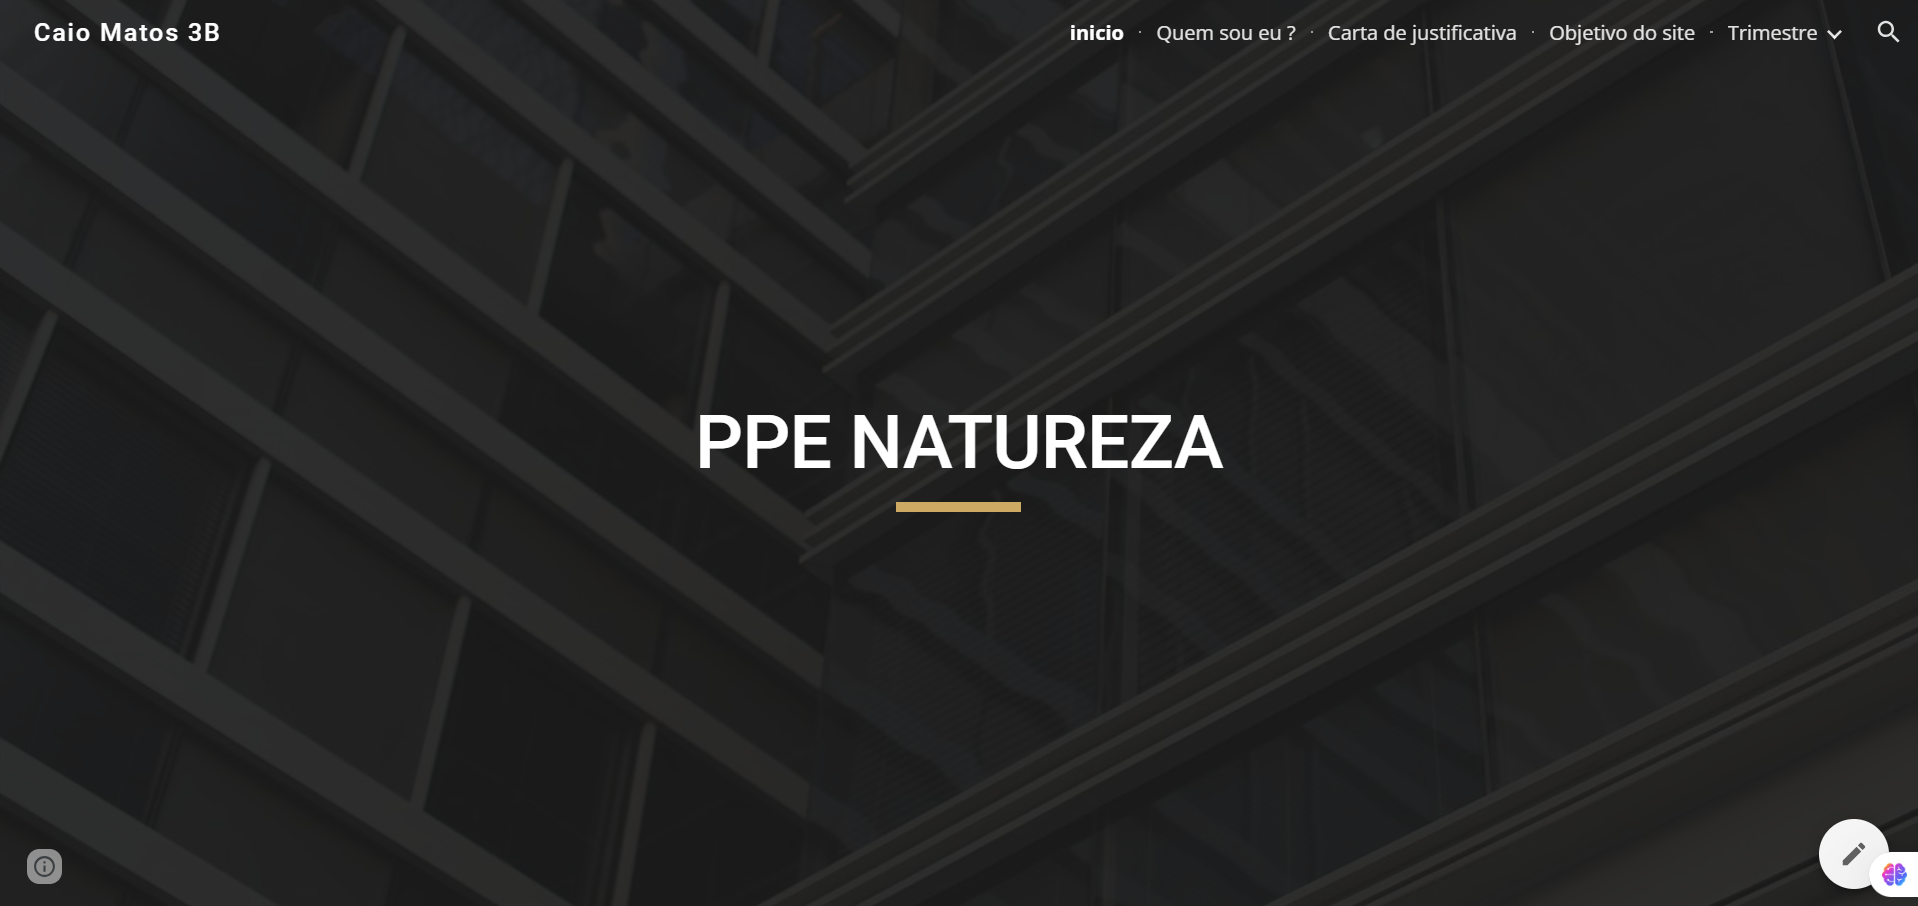 Caio Matos 3B
inicio · Quem sou eu ? · Carta de justificativa · Objetivo do site · Trimestre
PPE NATUREZA